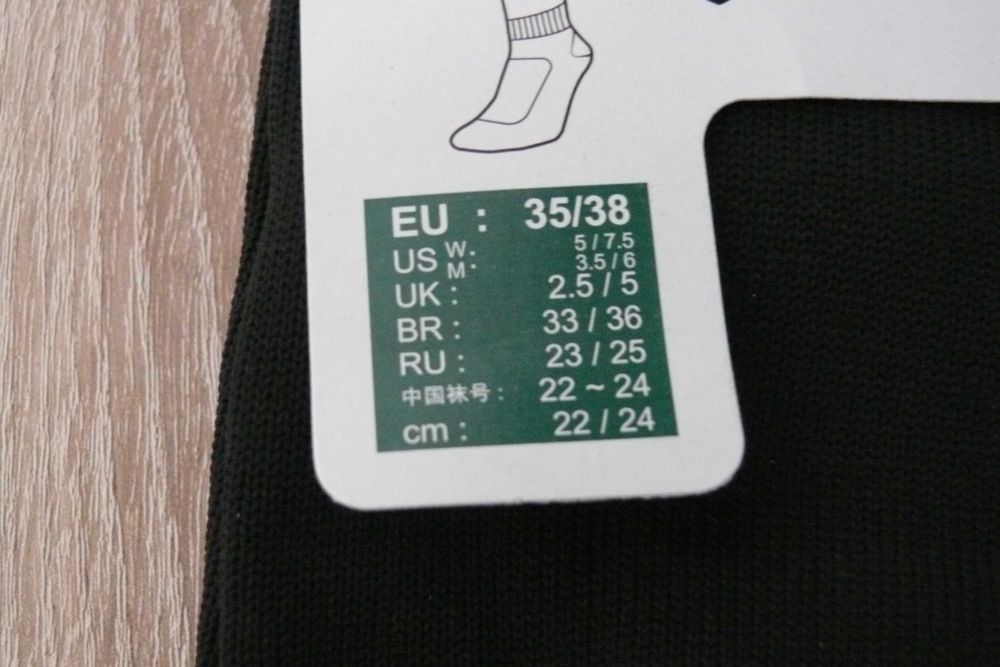 EU : 35/38
US W M : 5 / 7.5 3.5 / 6
UK : 2.5 / 5
BR : 33 / 36
RU : 23 / 25
中国袜号 : 22 ~ 24
cm : 22 / 24